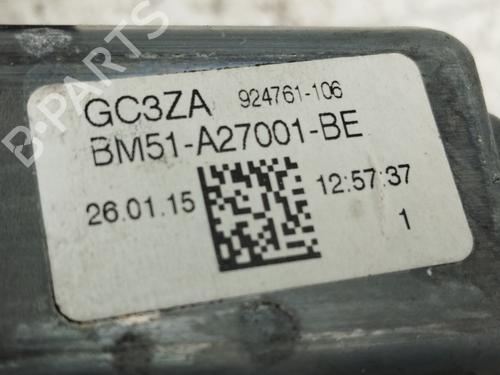 GC3ZA 924761-106
BM51-A27001-BE
26.01.15 12:57:37
1
B-PARTS